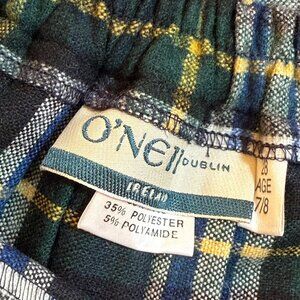 O'NEill DUBLIN
IRELAND
35% POLYESTER
5% POLYAMIDE
AGE
7/8